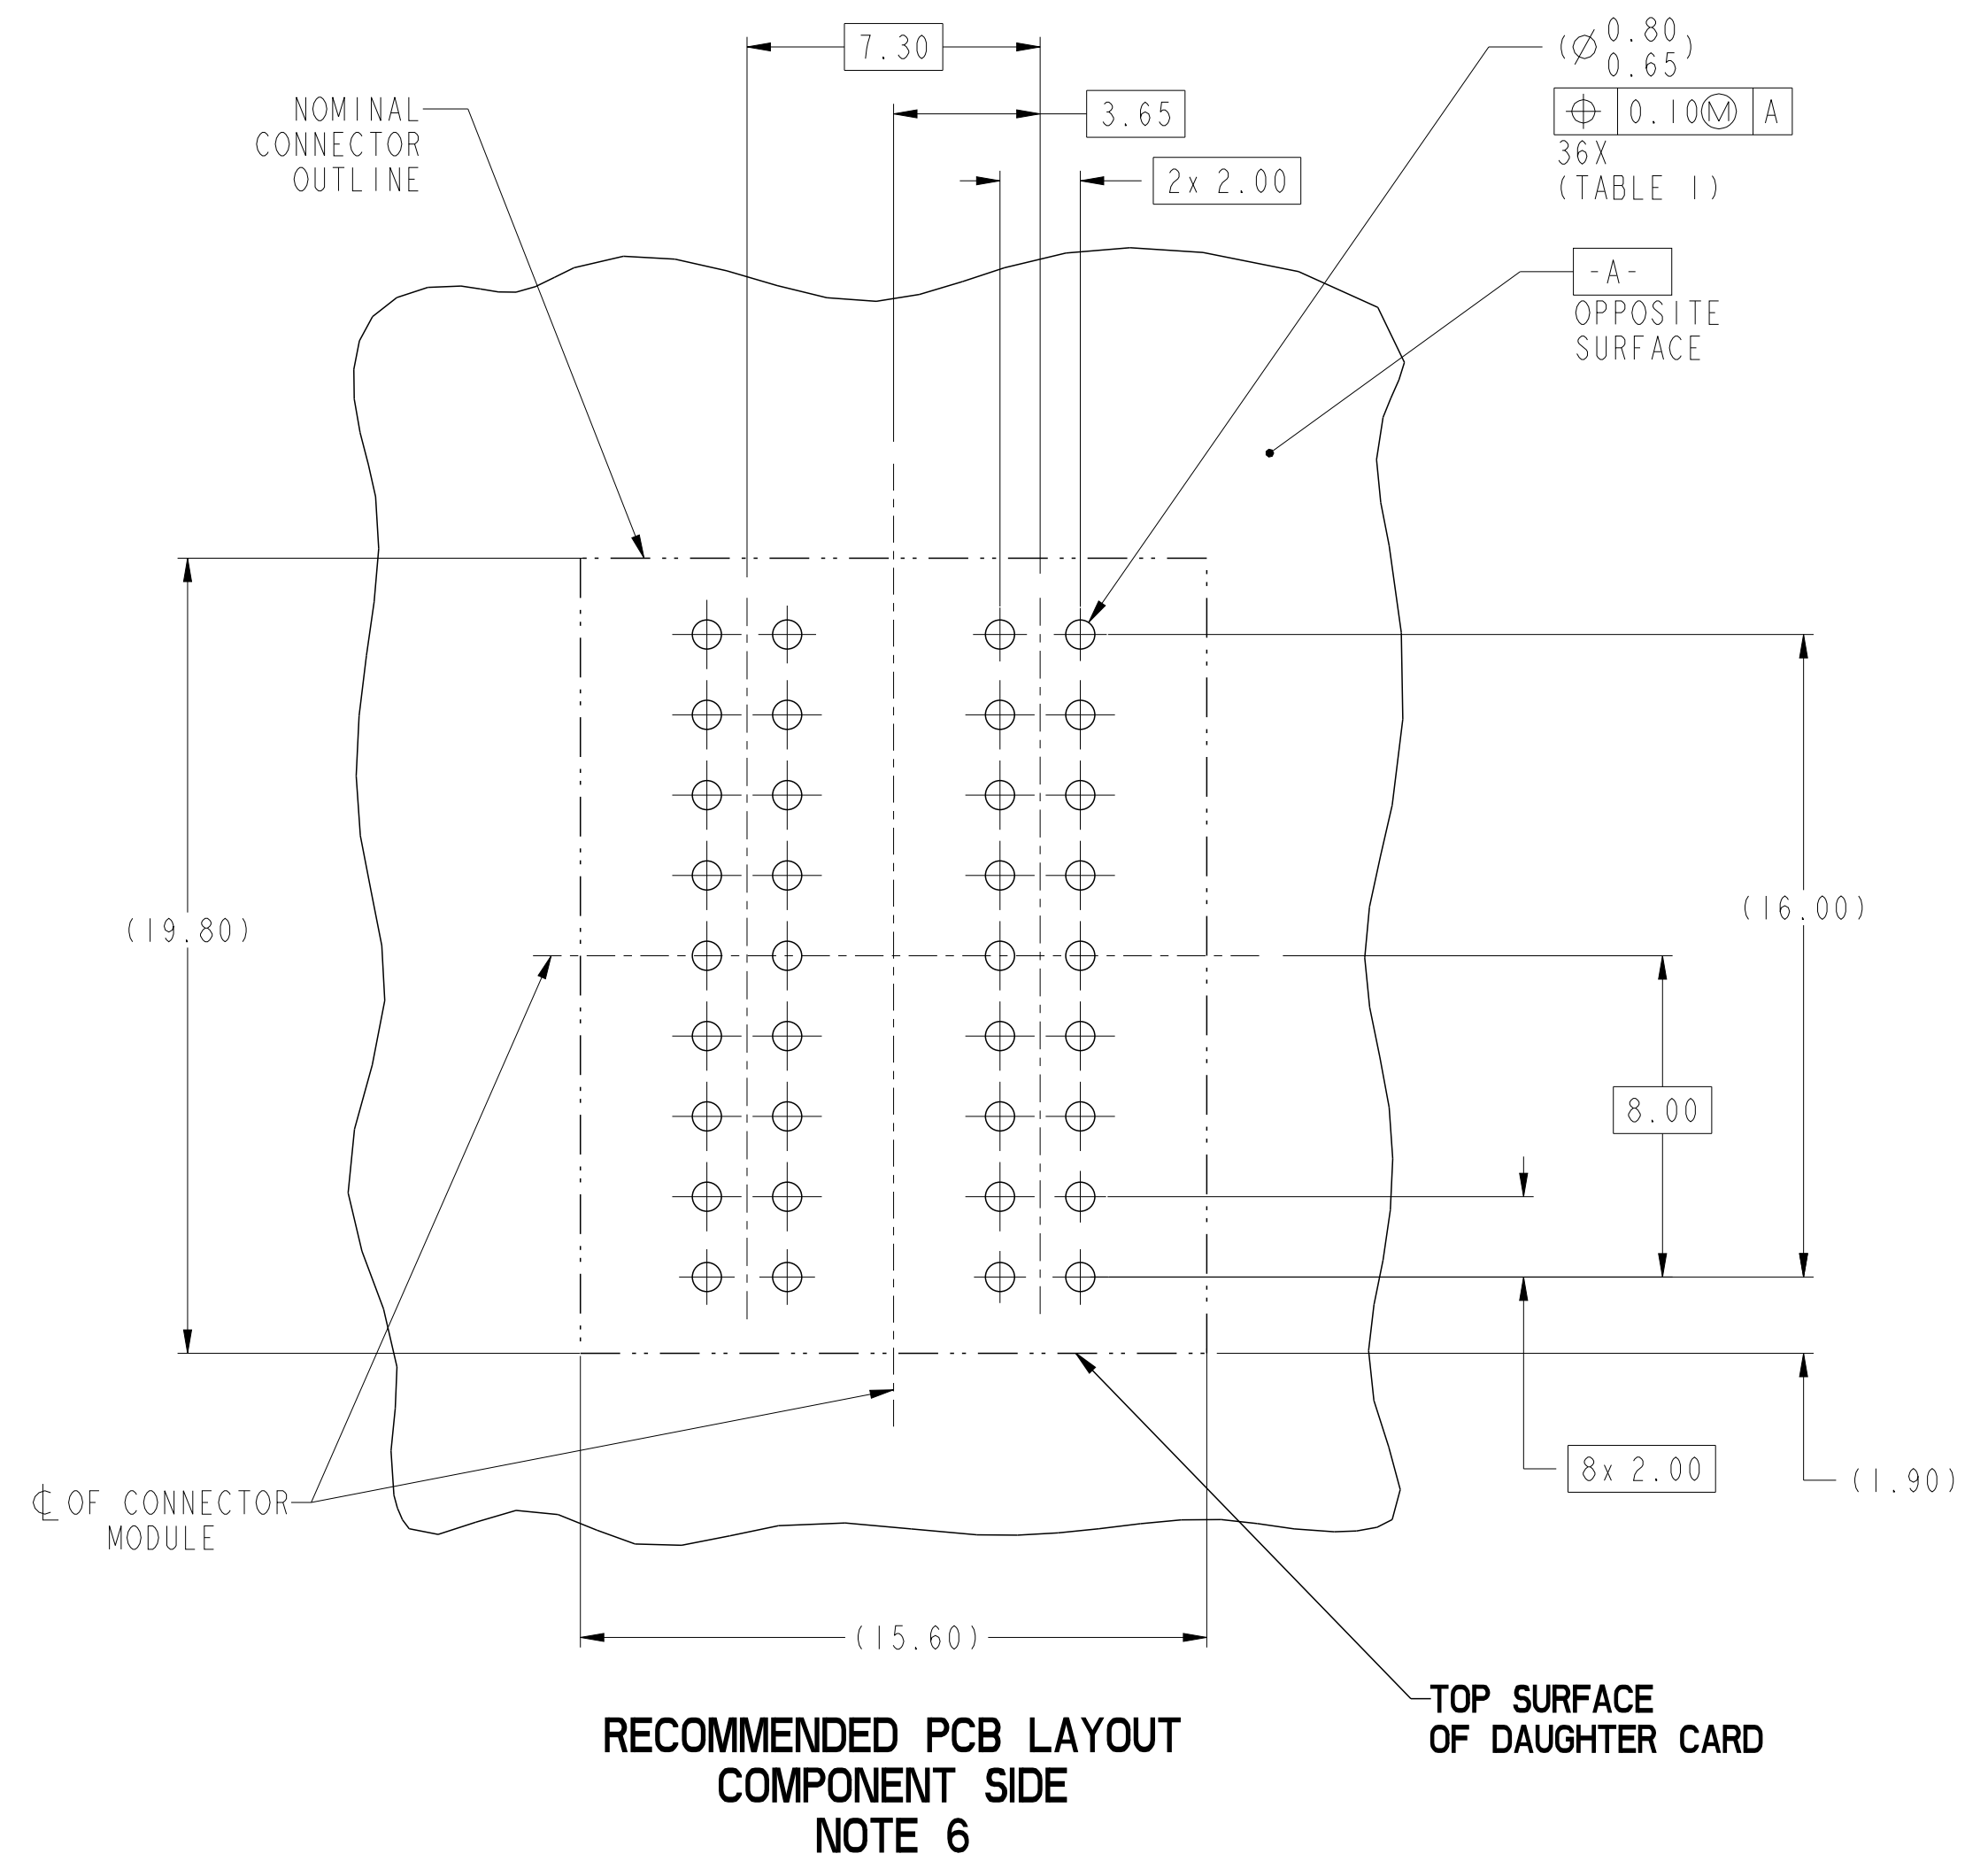 7.30
3.65
2x 2.00
NOMINAL
CONNECTOR
OUTLINE
(⌀ 0.80
0.65)
⌖ 0.10 Ⓜ A
36X
(TABLE 1)
-A-
OPPOSITE
SURFACE
(19.80)
(16.00)
8.00
8x 2.00
(1.90)
℄ OF CONNECTOR
MODULE
(15.60)
TOP SURFACE
OF DAUGHTER CARD
RECOMMENDED PCB LAYOUT
COMPONENT SIDE
NOTE 6